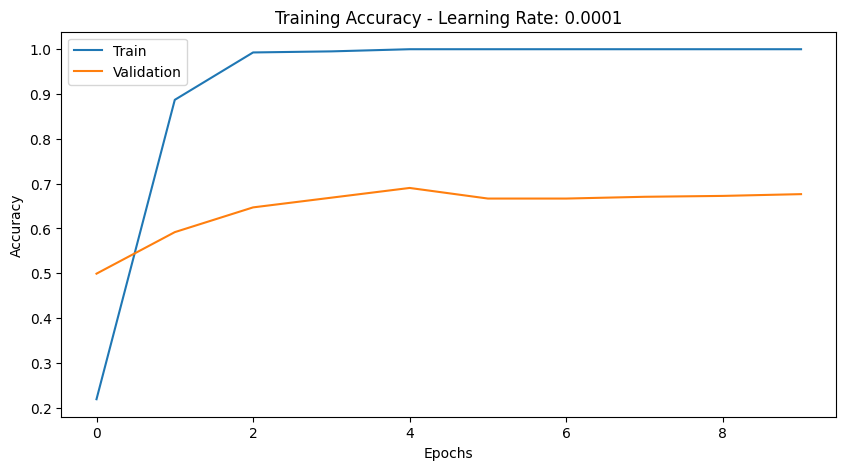 Training Accuracy - Learning Rate: 0.0001
Train
Validation
1.0
0.9
0.8
0.7
0.6
0.5
0.4
0.3
0.2
Accuracy
0 2 4 6 8
Epochs